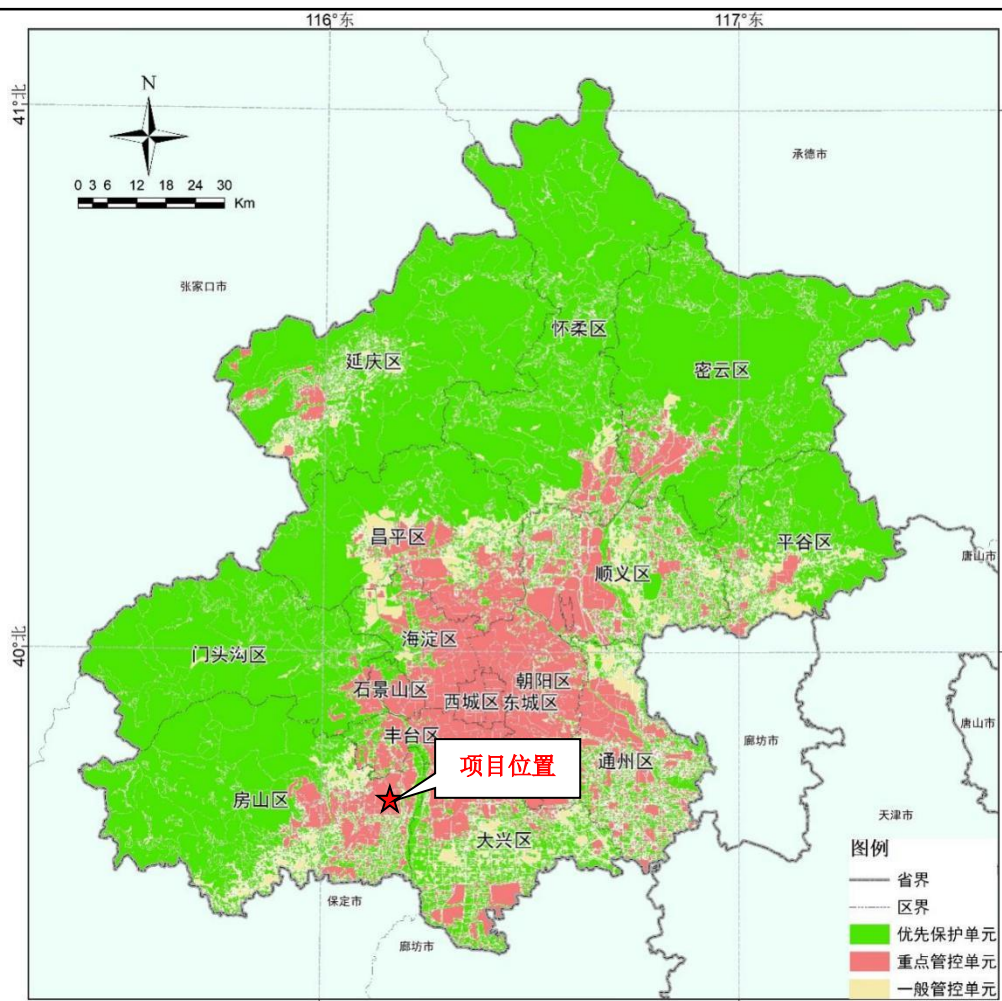 116°东
117°东
41°北
N
承德市
0 3 6 12 18 24 30
Km
张家口市
怀柔区
延庆区
密云区
昌平区
平谷区
唐山市
顺义区
40°北
海淀区
门头沟区
朝阳区
石景山区
西城区
东城区
唐山市
丰台区
廊坊市
项目位置
通州区
房山区
天津市
大兴区
图例
省界
保定市
区界
优先保护单元
廊坊市
重点管控单元
一般管控单元